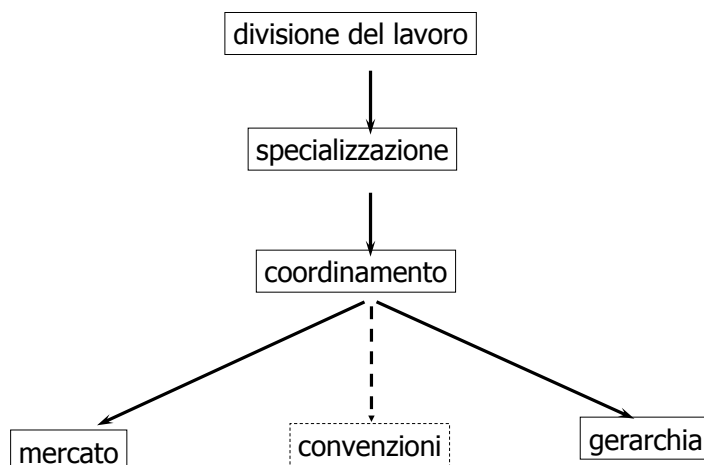 divisione del lavoro
specializzazione
coordinamento
mercato
convenzioni
gerarchia